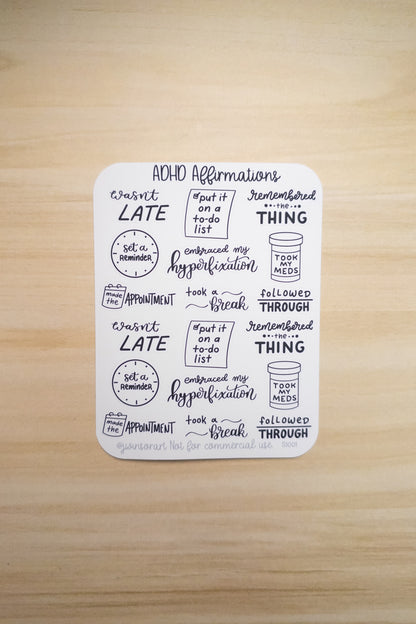 ADHD Affirmations
wasn't
LATE
put it
on a
to-do
list
remembered
the
THING
set a
REMINDER
embraced my
hyperfixation
TOOK
MY
MEDS
made
the
APPOINTMENT
took a
break
followed
THROUGH
wasn't
LATE
put it
on a
to-do
list
remembered
the
THING
set a
REMINDER
embraced my
hyperfixation
TOOK
MY
MEDS
made
the
APPOINTMENT
took a
break
followed
THROUGH
Not for commercial use.